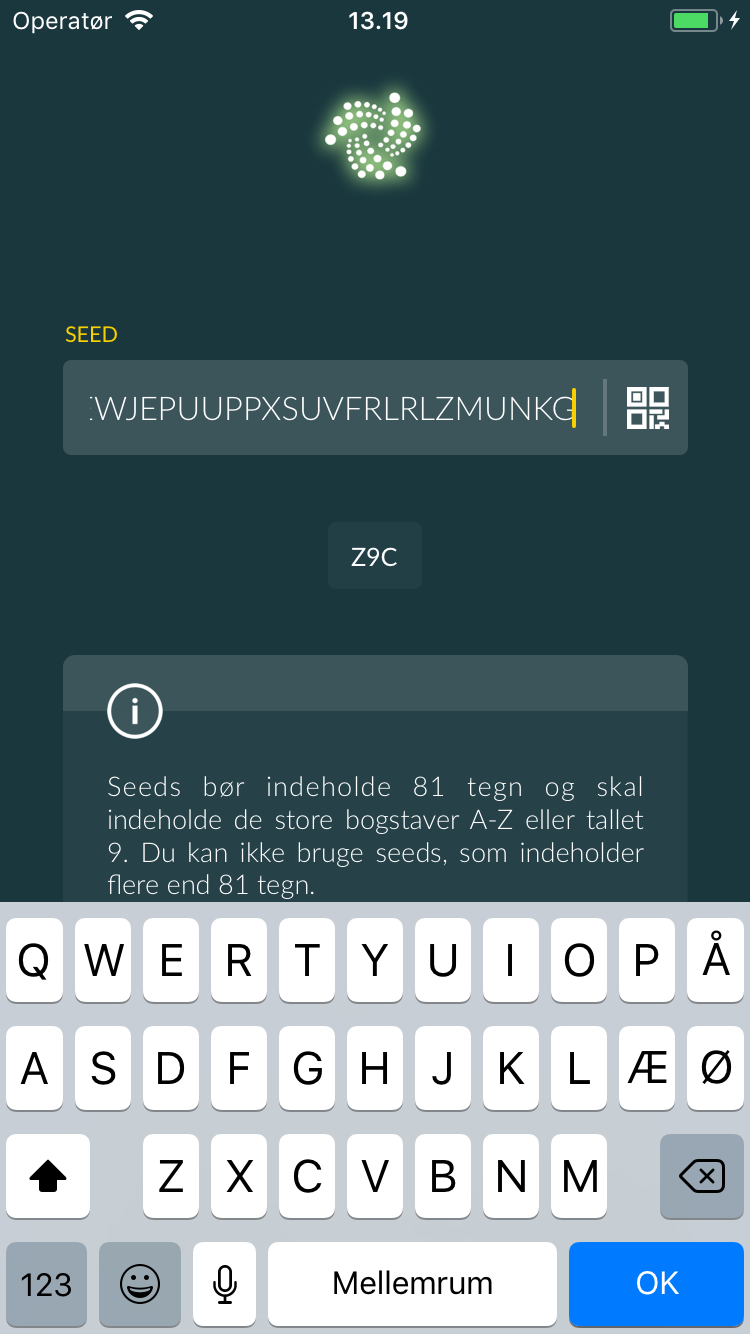 Operatør 13.19
SEED
WJEPUUPPXSUVFRLRLZMUNKG
Z9C
i
Seeds bør indeholde 81 tegn og skal
indeholde de store bogstaver A-Z eller tallet
9. Du kan ikke bruge seeds, som indeholder
flere end 81 tegn.
Q W E R T Y U I O P Å
A S D F G H J K L Æ Ø
Z X C V B N M
123 Mellemrum OK